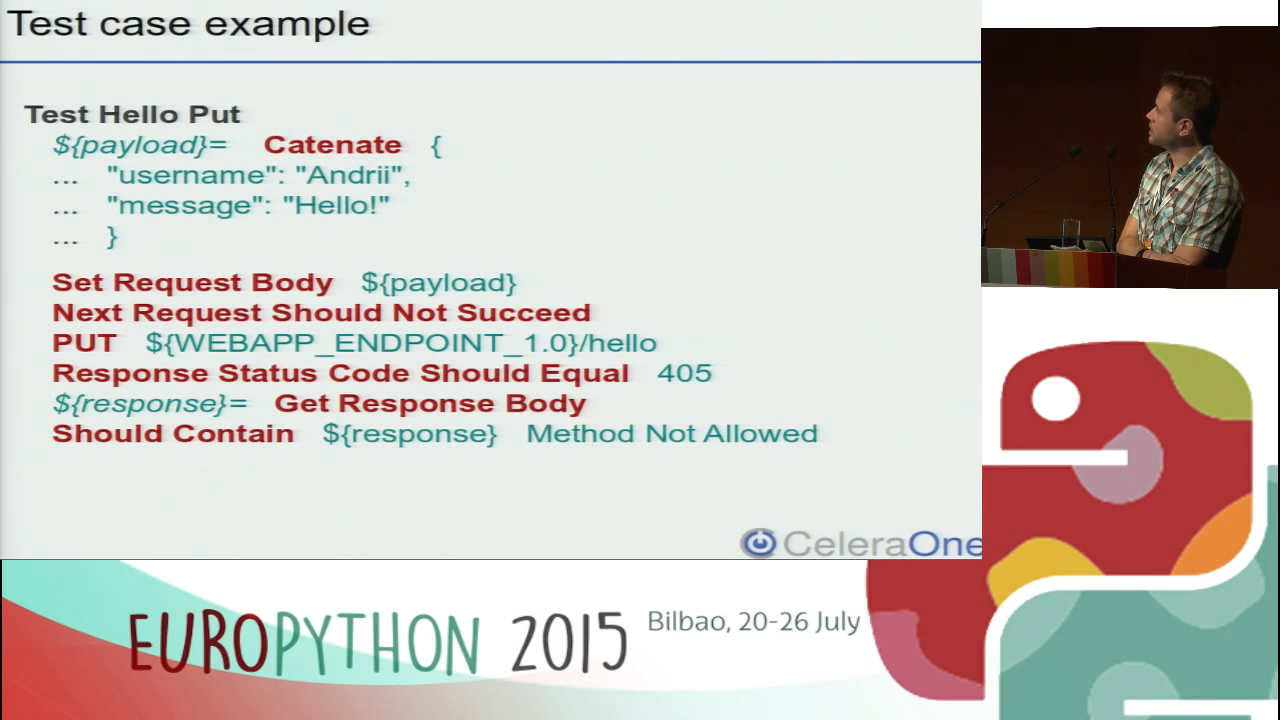 Test case example
Test Hello Put
${payload}= Catenate {
... "username": "Andrii",
... "message": "Hello!"
... }
Set Request Body ${payload}
Next Request Should Not Succeed
PUT ${WEBAPP_ENDPOINT_1.0}/hello
Response Status Code Should Equal 405
${response}= Get Response Body
Should Contain ${response} Method Not Allowed
CeleraOne
EUROPYTHON 2015
Bilbao, 20-26 July